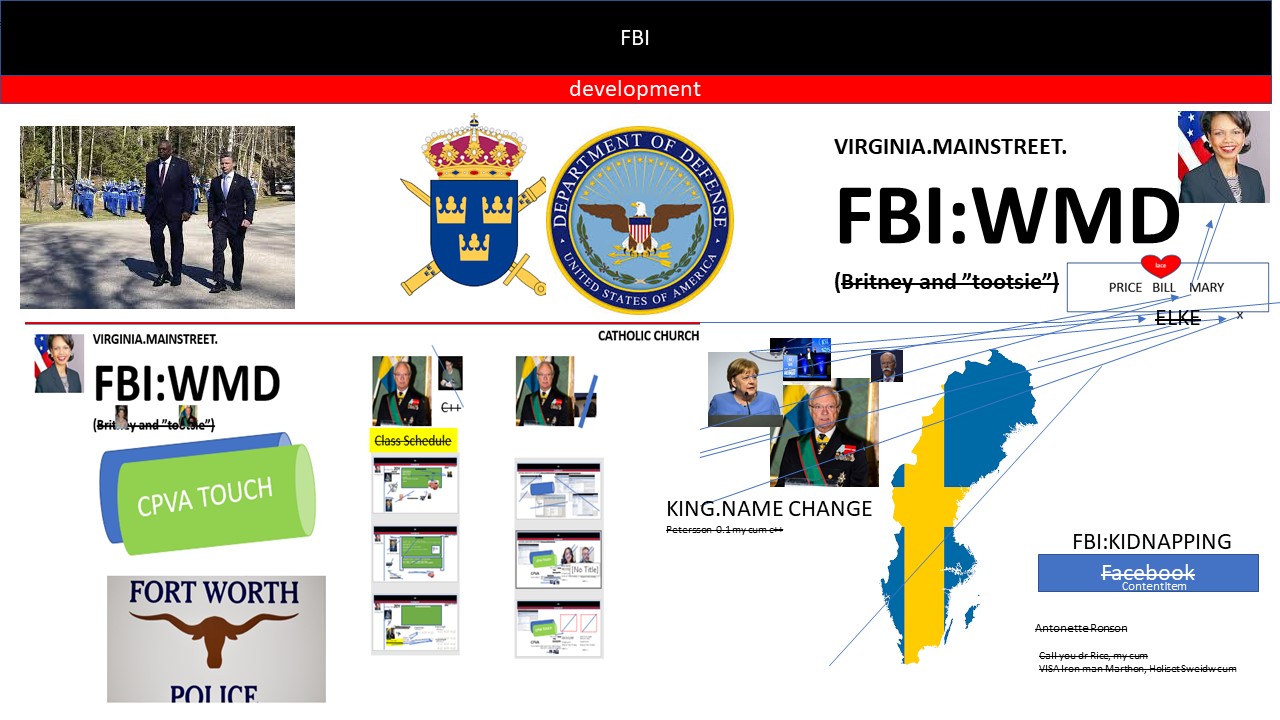 FBI
development
DEPARTMENT OF DEFENSE
UNITED STATES OF AMERICA
VIRGINIA.MAINSTREET.
FBI:WMD
(Britney and ”tootsie”)
PRICE BILL MARY
ELKE x
VIRGINIA.MAINSTREET.
FBI:WMD
(Britney and ”tootsie”)
CATHOLIC CHURCH
C++
Class Schedule
CPVA TOUCH
[No Title]
FORT WORTH
POLICE
KING.NAME CHANGE
Petersson 0.1 my cum c++
FBI:KIDNAPPING
Facebook
ContentItem
Antonette Ronson
Call you dr Rice, my cum
VISA Iron man Marthon, Holiset Sweidw cum